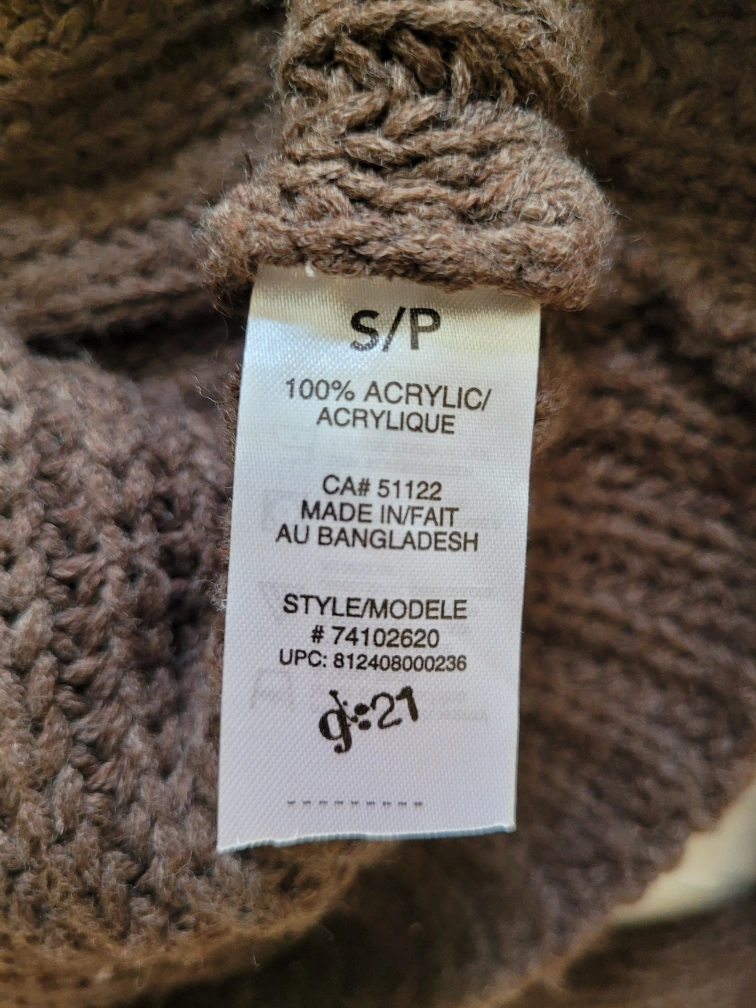 S/P
100% ACRYLIC/
ACRYLIQUE
CA# 51122
MADE IN/FAIT
AU BANGLADESH
STYLE/MODELE
# 74102620
UPC: 812408000236
g:21